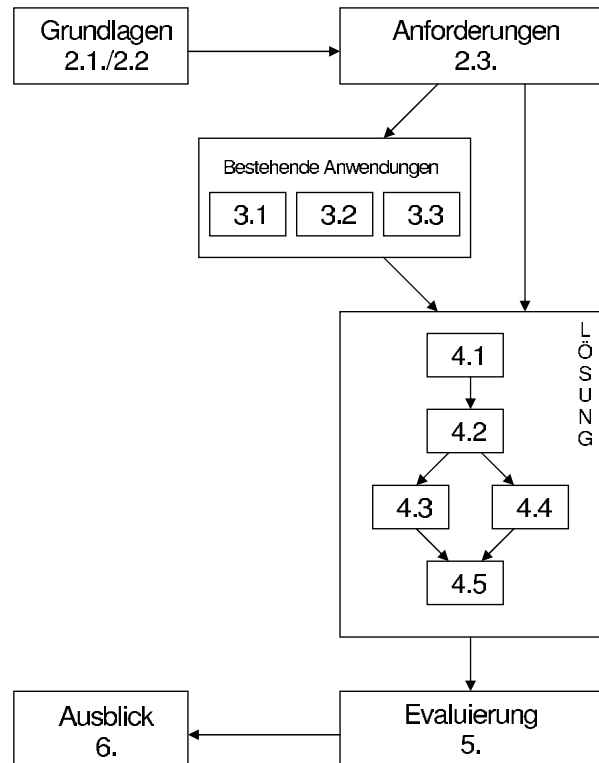 Grundlagen
2.1./2.2
Anforderungen
2.3.
Bestehende Anwendungen
3.1 3.2 3.3
LÖSUNG
4.1
4.2
4.3 4.4
4.5
Ausblick
6.
Evaluierung
5.